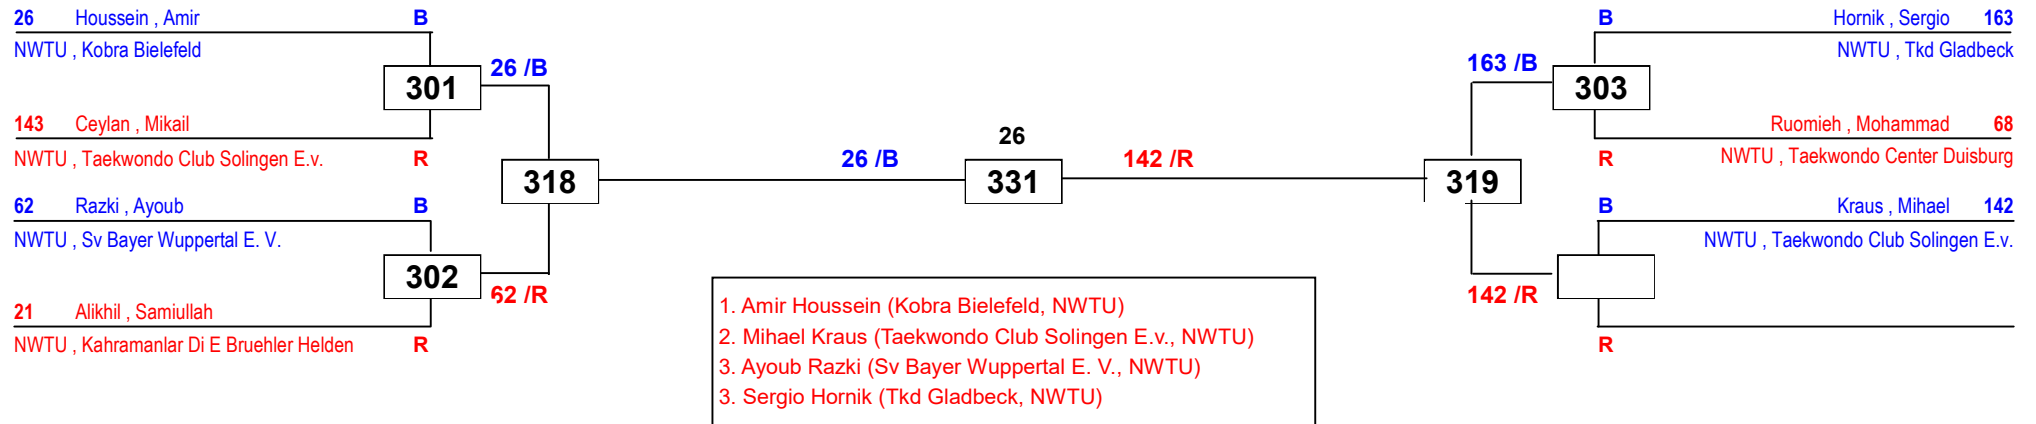 26 Houssein , Amir B
NWTU , Kobra Bielefeld
301
26 /B
143 Ceylan , Mikail
NWTU , Taekwondo Club Solingen E.v. R
62 Razki , Ayoub B
NWTU , Sv Bayer Wuppertal E. V.
302
62 /R
21 Alikhil , Samiullah
NWTU , Kahramanlar Di E Bruehler Helden R
318
26 /B
26
331
142 /R
319
B Hornik , Sergio 163
NWTU , Tkd Gladbeck
163 /B
303
Ruomieh , Mohammad 68
R NWTU , Taekwondo Center Duisburg
B Kraus , Mihael 142
NWTU , Taekwondo Club Solingen E.v.
142 /R
R
1. Amir Houssein (Kobra Bielefeld, NWTU)
2. Mihael Kraus (Taekwondo Club Solingen E.v., NWTU)
3. Ayoub Razki (Sv Bayer Wuppertal E. V., NWTU)
3. Sergio Hornik (Tkd Gladbeck, NWTU)